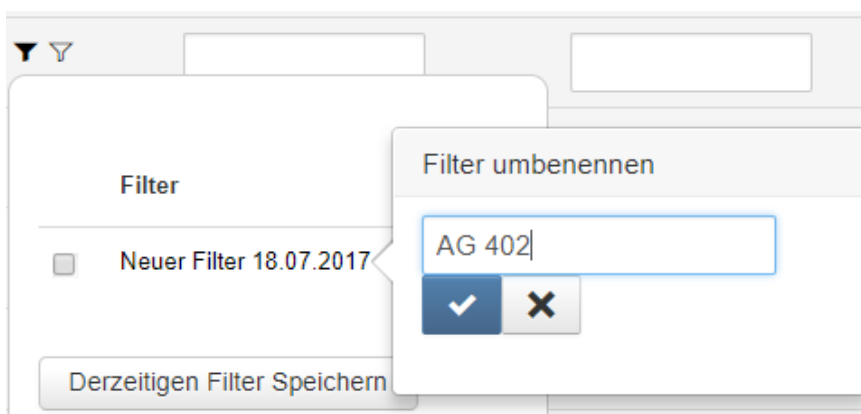 Filter umbenennen
Filter
AG 402
Neuer Filter 18.07.2017
Derzeitigen Filter Speichern